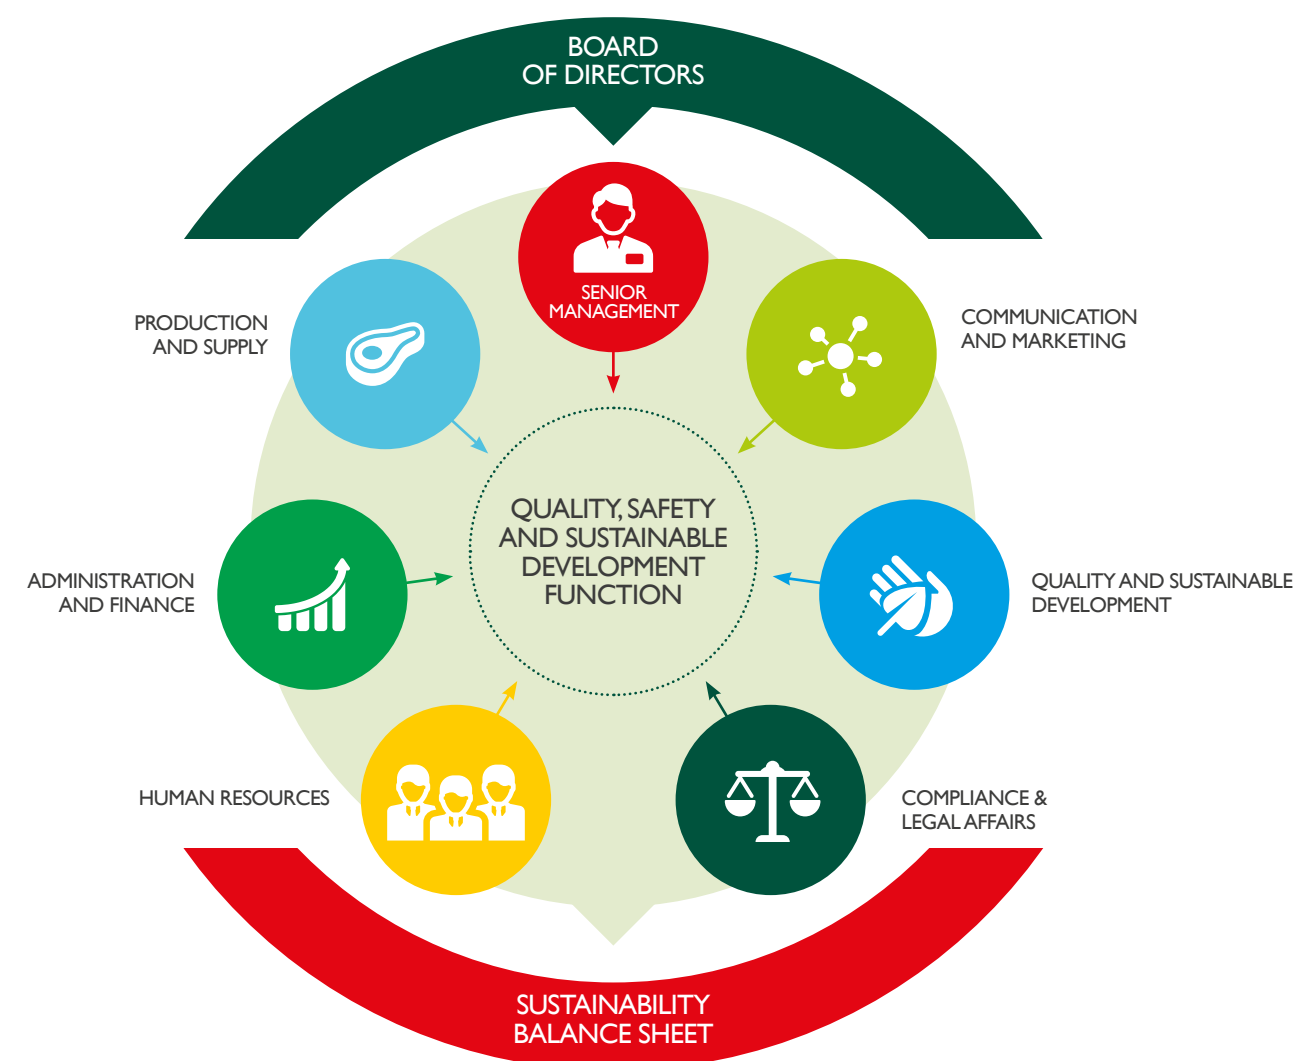 BOARD
OF DIRECTORS
SENIOR
MANAGEMENT
PRODUCTION
AND SUPPLY
COMMUNICATION
AND MARKETING
QUALITY, SAFETY
AND SUSTAINABLE
DEVELOPMENT
FUNCTION
ADMINISTRATION
AND FINANCE
QUALITY AND SUSTAINABLE
DEVELOPMENT
HUMAN RESOURCES
COMPLIANCE &
LEGAL AFFAIRS
SUSTAINABILITY
BALANCE SHEET